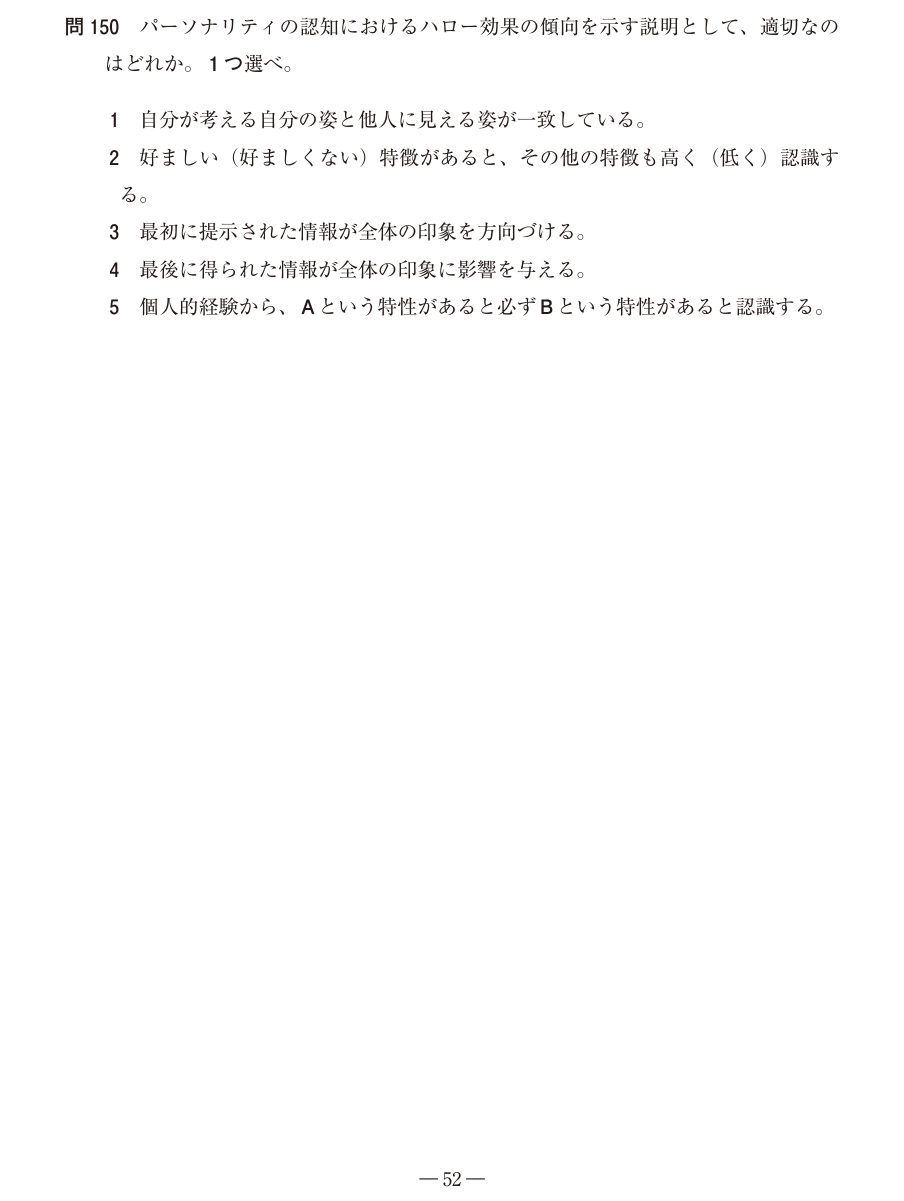 問 150　パーソナリティの認知におけるハロー効果の傾向を示す説明として、適切なの
はどれか。１つ選べ。
1　自分が考える自分の姿と他人に見える姿が一致している。
2　好ましい（好ましくない）特徴があると、その他の特徴も高く（低く）認識す
る。
3　最初に提示された情報が全体の印象を方向づける。
4　最後に得られた情報が全体の印象に影響を与える。
5　個人的経験から、Ａという特性があると必ずＢという特性があると認識する。
― 52 ―